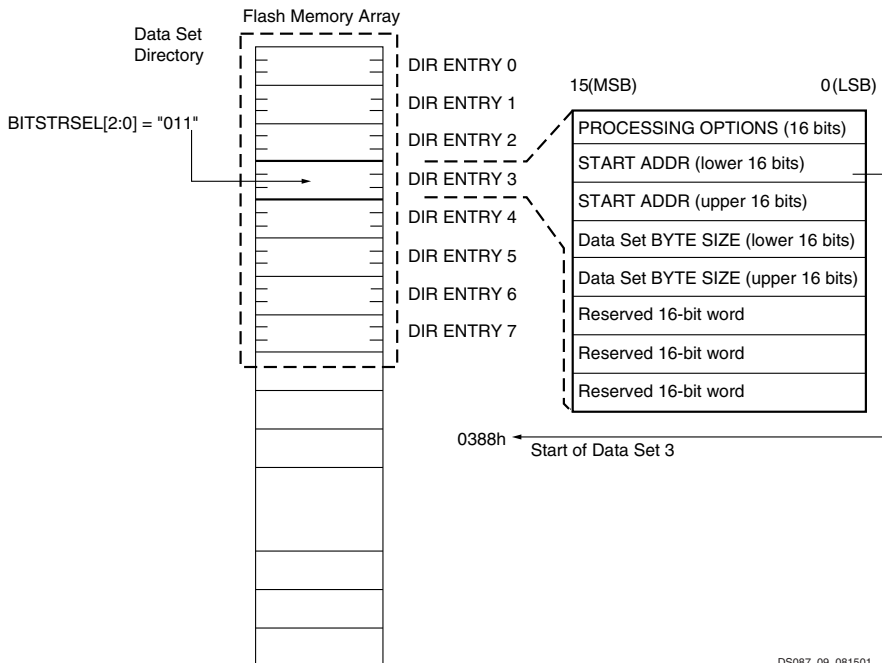 Flash Memory Array
Data Set
Directory
DIR ENTRY 0
DIR ENTRY 1
BITSTRSEL[2:0] = "011"
DIR ENTRY 2
DIR ENTRY 3
DIR ENTRY 4
DIR ENTRY 5
DIR ENTRY 6
DIR ENTRY 7
15(MSB)
0(LSB)
PROCESSING OPTIONS (16 bits)
START ADDR (lower 16 bits)
START ADDR (upper 16 bits)
Data Set BYTE SIZE (lower 16 bits)
Data Set BYTE SIZE (upper 16 bits)
Reserved 16-bit word
Reserved 16-bit word
Reserved 16-bit word
0388h
Start of Data Set 3
DS087_09_081501